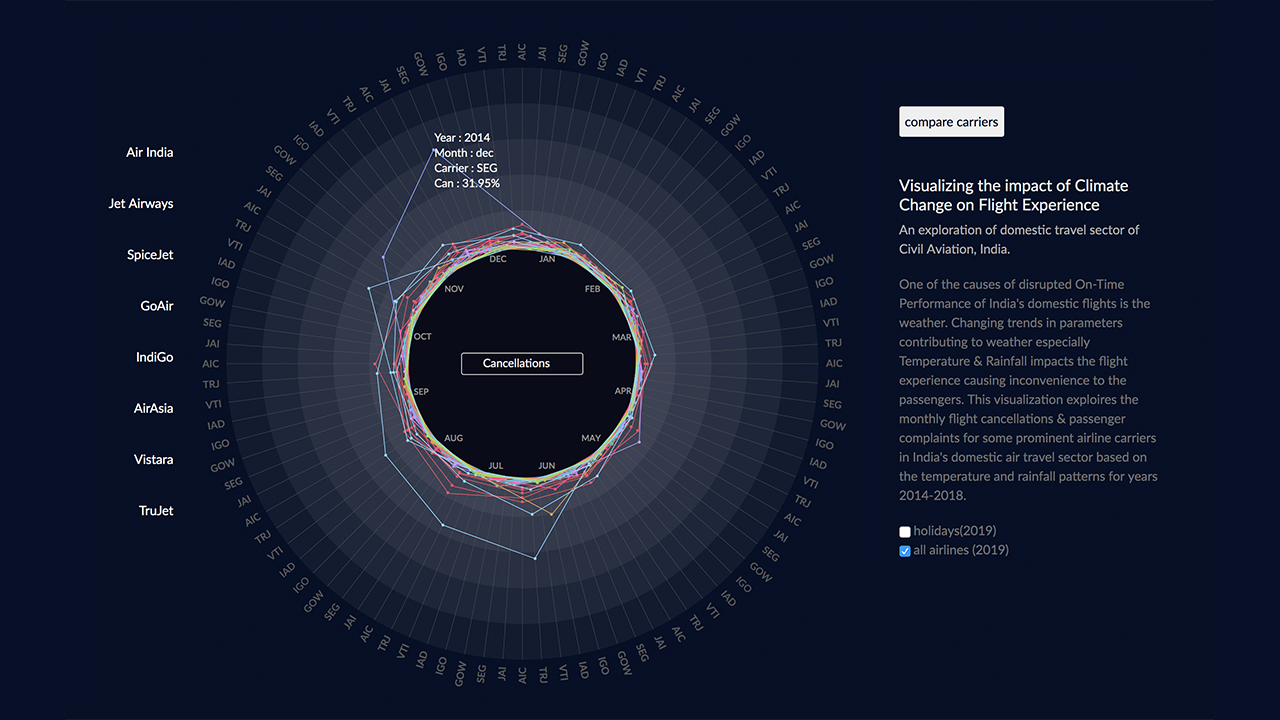 AIC JAI SEG GOW IGO IAD VTI TRJ
AIC JAI SEG GOW IGO IAD VTI TRJ
AIC JAI SEG GOW IGO IAD VTI TRJ
AIC JAI SEG GOW IGO IAD VTI TRJ
AIC JAI SEG GOW IGO IAD VTI TRJ
AIC JAI SEG GOW IGO IAD VTI TRJ
AIC JAI SEG GOW IGO IAD VTI TRJ
AIC JAI SEG GOW IGO IAD VTI TRJ
AIC JAI SEG GOW IGO IAD VTI TRJ
AIC JAI SEG GOW IGO IAD VTI TRJ
AIC JAI SEG GOW IGO IAD VTI TRJ
AIC JAI SEG GOW IGO IAD VTI TRJ
Air India
Jet Airways
SpiceJet
GoAir
IndiGo
AirAsia
Vistara
TruJet
Year : 2014
Month : dec
Carrier : SEG
Can : 31.95%
JAN
FEB
MAR
APR
MAY
JUN
JUL
AUG
SEP
OCT
NOV
DEC
Cancellations
compare carriers
Visualizing the impact of Climate
Change on Flight Experience
An exploration of domestic travel sector of
Civil Aviation, India.
One of the causes of disrupted On-Time
Performance of India's domestic flights is the
weather. Changing trends in parameters
contributing to weather especially
Temperature & Rainfall impacts the flight
experience causing inconvenience to the
passengers. This visualization exploires the
monthly flight cancellations & passenger
complaints for some prominent airline carriers
in India's domestic air travel sector based on
the temperature and rainfall patterns for years
2014-2018.
holidays(2019)
all airlines (2019)